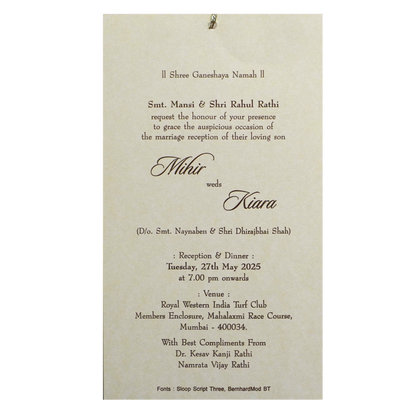 ll Shree Ganeshaya Namah ll
Smt. Mansi & Shri Rahul Rathi
request the honour of your presence
to grace the auspicious occasion of
the marriage reception of their loving son
Mihir
weds
Kiara
(D/o. Smt. Naynaben & Shri Dhirajbhai Shah)
: Reception & Dinner :
Tuesday, 27th May 2025
at 7.00 pm onwards
: Venue :
Royal Western India Turf Club
Members Enclosure, Mahalaxmi Race Course,
Mumbai - 400034.
With Best Compliments From
Dr. Kesav Kanji Rathi
Namrata Vijay Rathi
Fonts : Sloop Script Three, BernhardMod BT